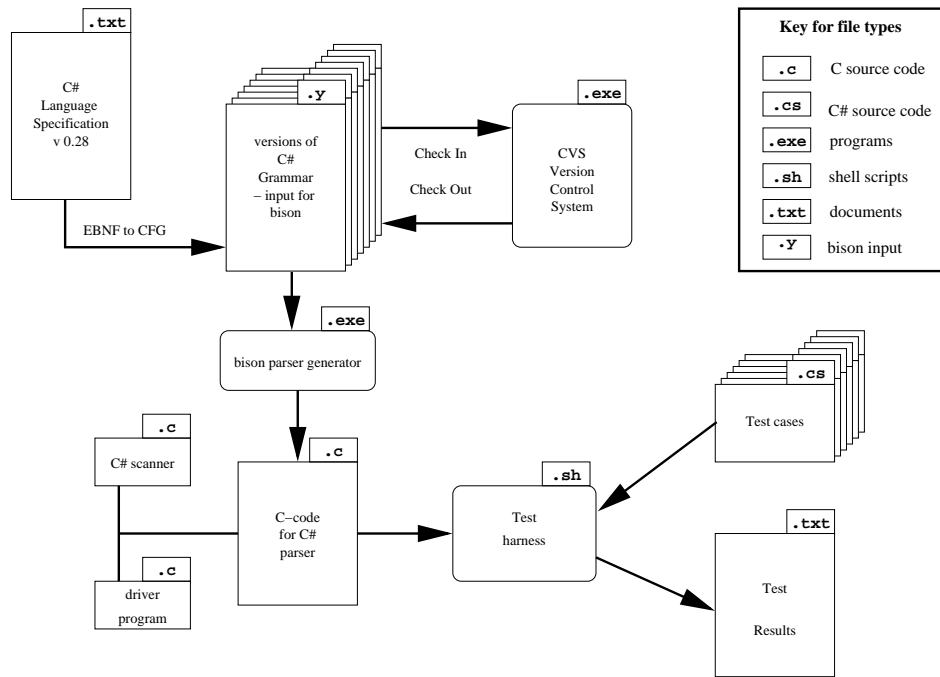 .txt
C#
Language
Specification
v 0.28
EBNF to CFG
.y
versions of
C#
Grammar
– input for
bison
Check In
Check Out
.exe
CVS
Version
Control
System
Key for file types
.c C source code
.cs C# source code
.exe programs
.sh shell scripts
.txt documents
.y bison input
.exe
bison parser generator
.c
C# scanner
.c
driver
program
.c
C−code
for C#
parser
.sh
Test
harness
.cs
Test cases
.txt
Test
Results